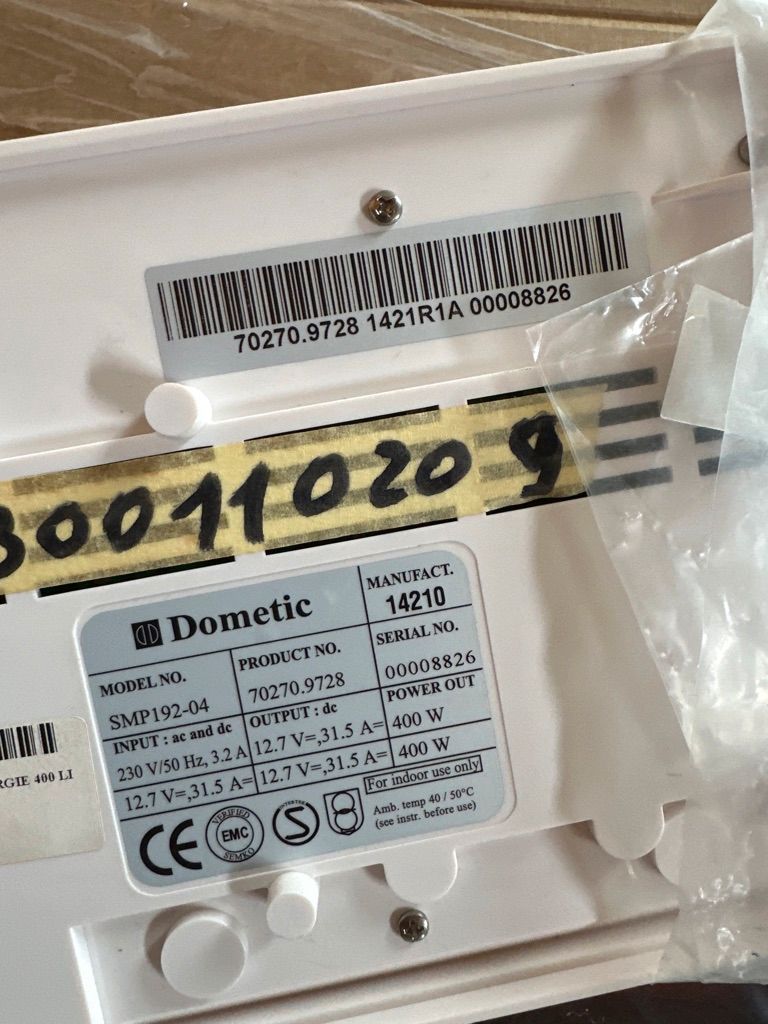 70270.9728 1421R1A 00008826
30011020 9
Dometic
MANUFACT.
14210
MODEL NO.
SMP192-04
PRODUCT NO.
70270.9728
SERIAL NO.
00008826
INPUT : ac and dc
OUTPUT : dc
POWER OUT
230 V/50 Hz, 3.2 A
12.7 V=,31.5 A=
400 W
12.7 V=,31.5 A=
12.7 V=,31.5 A=
400 W
For indoor use only
CE
VERIFIED
EMC
SEMKO
INTERTEK
S
Amb. temp 40 / 50°C
(see instr. before use)
RGIE 400 LI